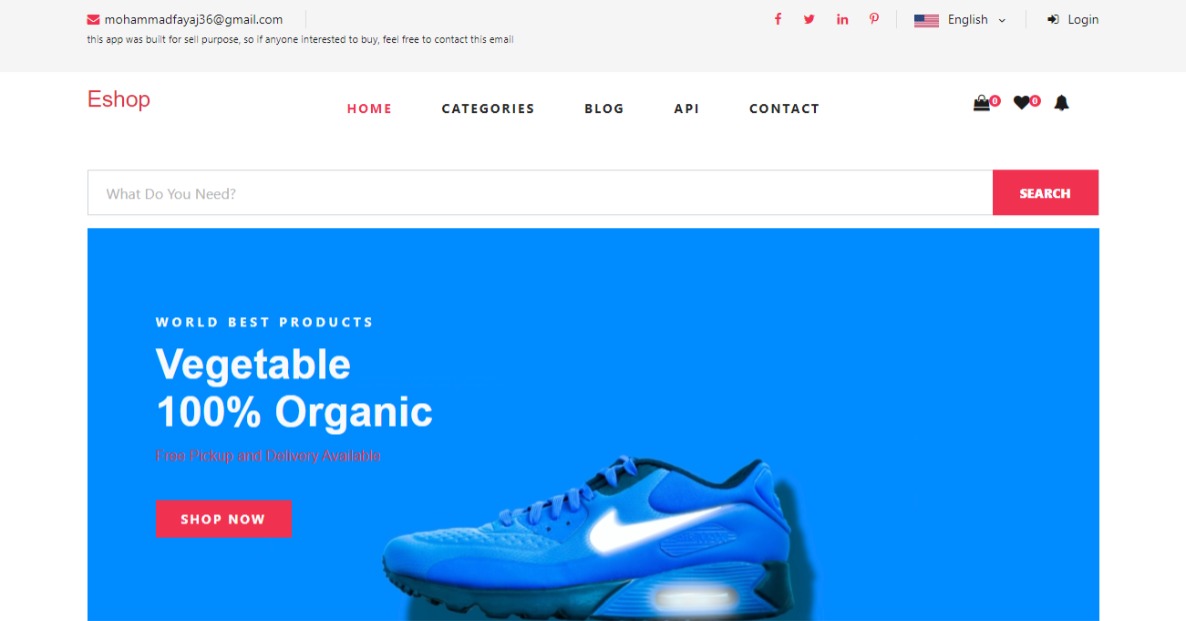 mohammadfayaj36@gmail.com
English
Login
this app was built for sell purpose, so if anyone interested to buy, feel free to contact this email
Eshop
HOME
CATEGORIES
BLOG
API
CONTACT
0
0
What Do You Need?
SEARCH
WORLD BEST PRODUCTS
Vegetable
100% Organic
Free Pickup and Delivery Available
SHOP NOW